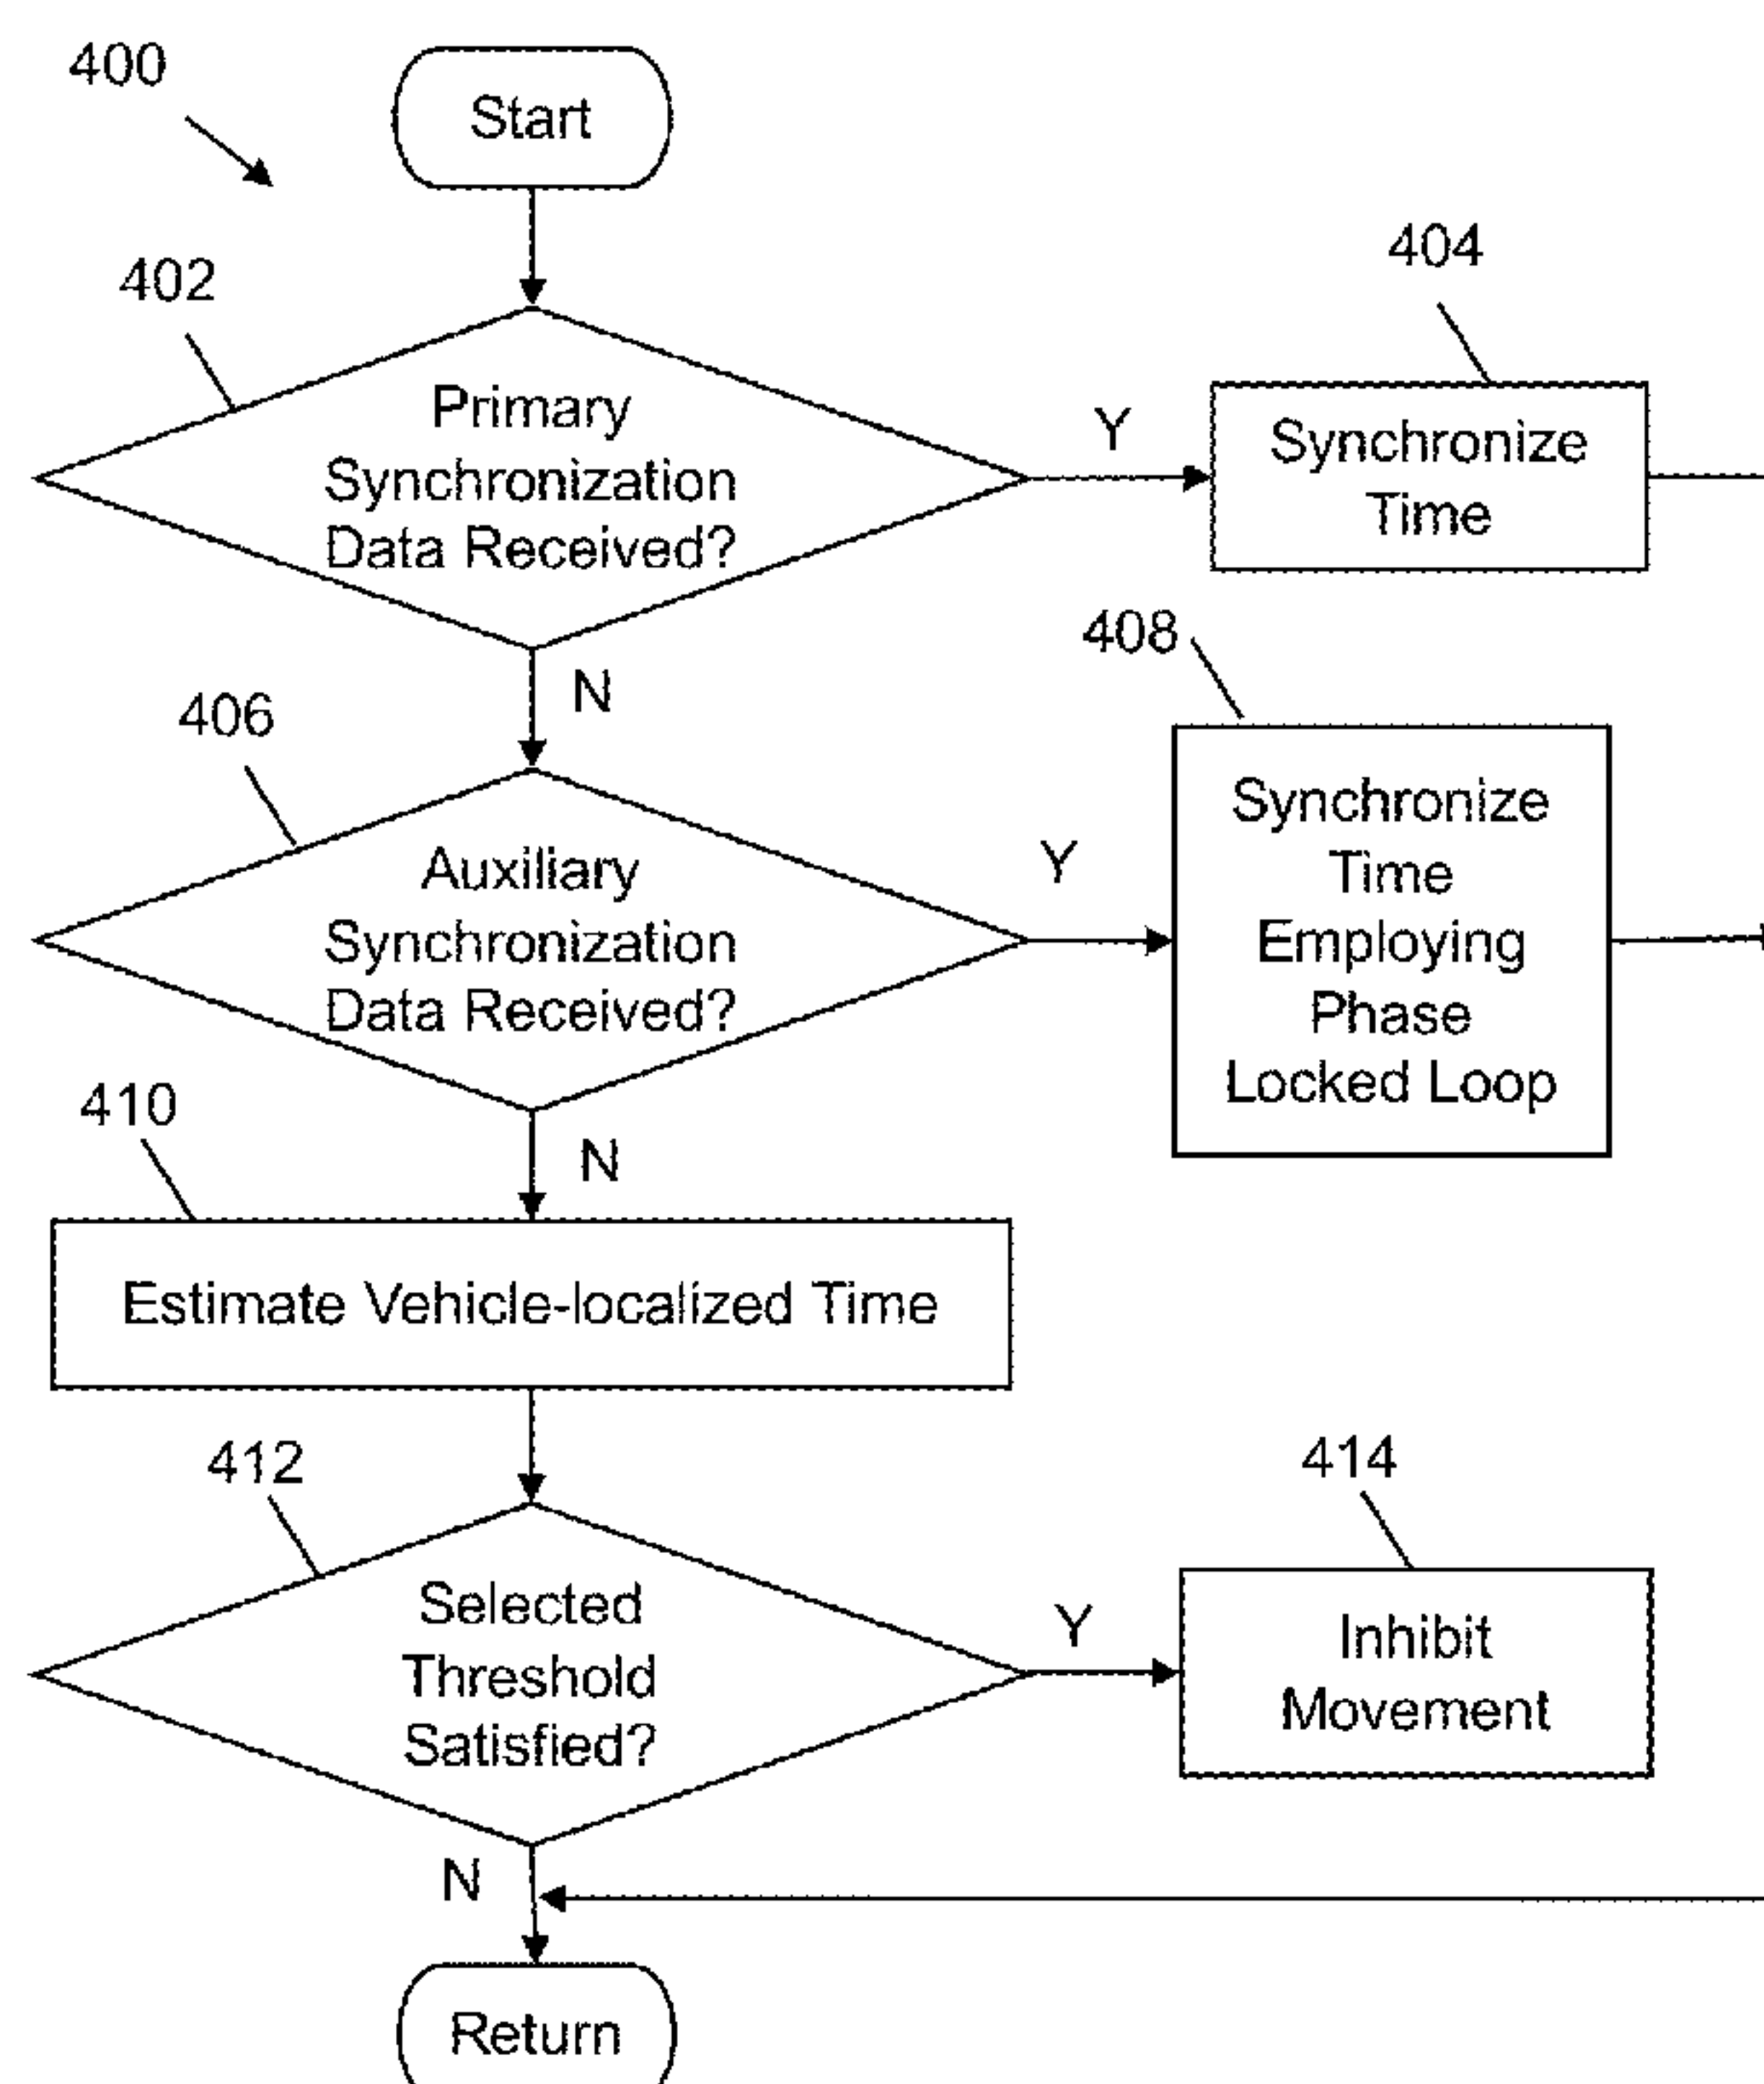 400
Start
402
Primary
Synchronization
Data Received?
Y
404
Synchronize
Time
N
406
Auxiliary
Synchronization
Data Received?
Y
408
Synchronize
Time
Employing
Phase
Locked Loop
N
410
Estimate Vehicle-localized Time
412
Selected
Threshold
Satisfied?
Y
414
Inhibit
Movement
N
Return